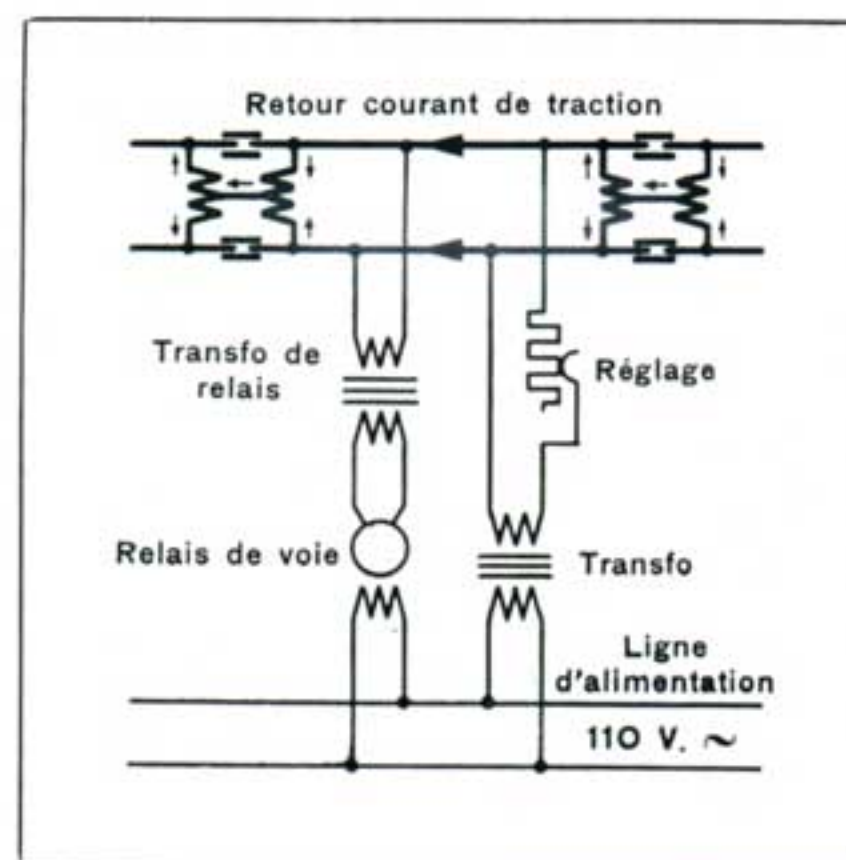 Retour courant de traction
Transfo de
relais
Réglage
Relais de voie
Transfo
Ligne
d'alimentation
110 V. ~